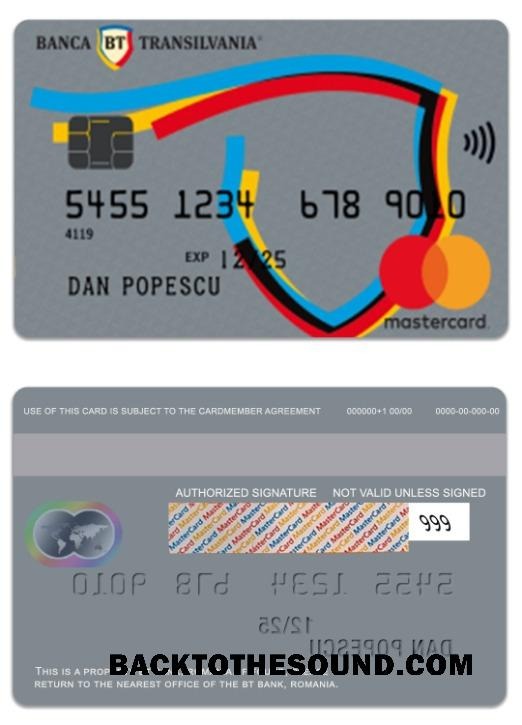 BANCA BT TRANSILVANIA
5455 1234 678 9010
4119
EXP 12/25
DAN POPESCU
mastercard.
USE OF THIS CARD IS SUBJECT TO THE CARDMEMBER AGREEMENT 000000+1 00/00 0000-00-000-00
AUTHORIZED SIGNATURE NOT VALID UNLESS SIGNED
MasterCard MasterCard MasterCard
999
5455 1234 678 9010
12\25
DAN POPESCU
THIS IS A
BACKTOTHESOUND.COM
RETURN TO THE NEAREST OFFICE OF THE BT BANK, ROMANIA.